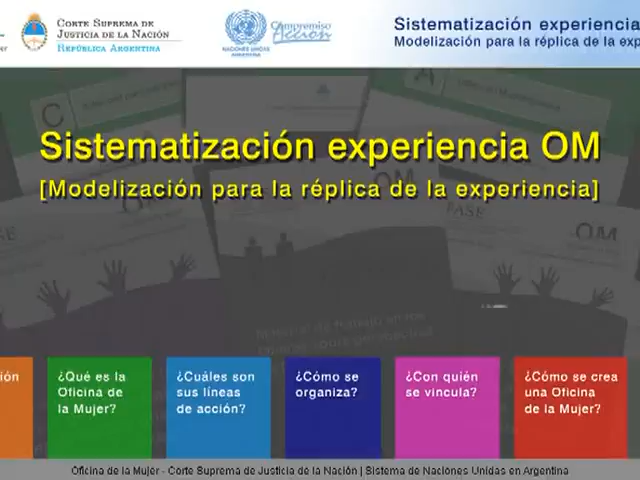 Corte Suprema de
Justicia de la Nación
República Argentina
NACIONES UNIDAS
ARGENTINA
Compromiso
Acción
Sistematización experiencia
Modelización para la réplica de la
Sistematización experiencia OM
[Modelización para la réplica de la experiencia]
C
A
FASE
OM
¿Qué es la
Oficina de
la Mujer?
¿Cuáles son
sus líneas
de acción?
¿Cómo se
organiza?
¿Con quién
se vincula?
¿Cómo se crea
una Oficina
de la Mujer?
Oficina de la Mujer - Corte Suprema de Justicia de la Nación | Sistema de Naciones Unidas en Argentina